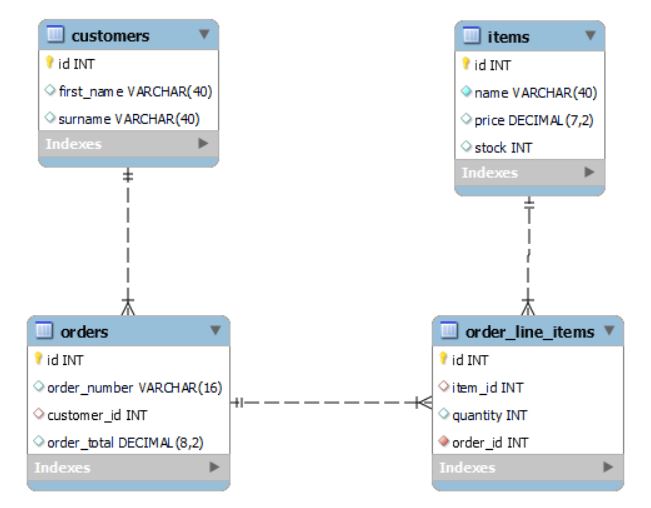 customers
id INT
first_name VARCHAR(40)
surname VARCHAR(40)
Indexes
items
id INT
name VARCHAR(40)
price DECIMAL(7,2)
stock INT
Indexes
orders
id INT
order_number VARCHAR(16)
customer_id INT
order_total DECIMAL(8,2)
Indexes
order_line_items
id INT
item_id INT
quantity INT
order_id INT
Indexes